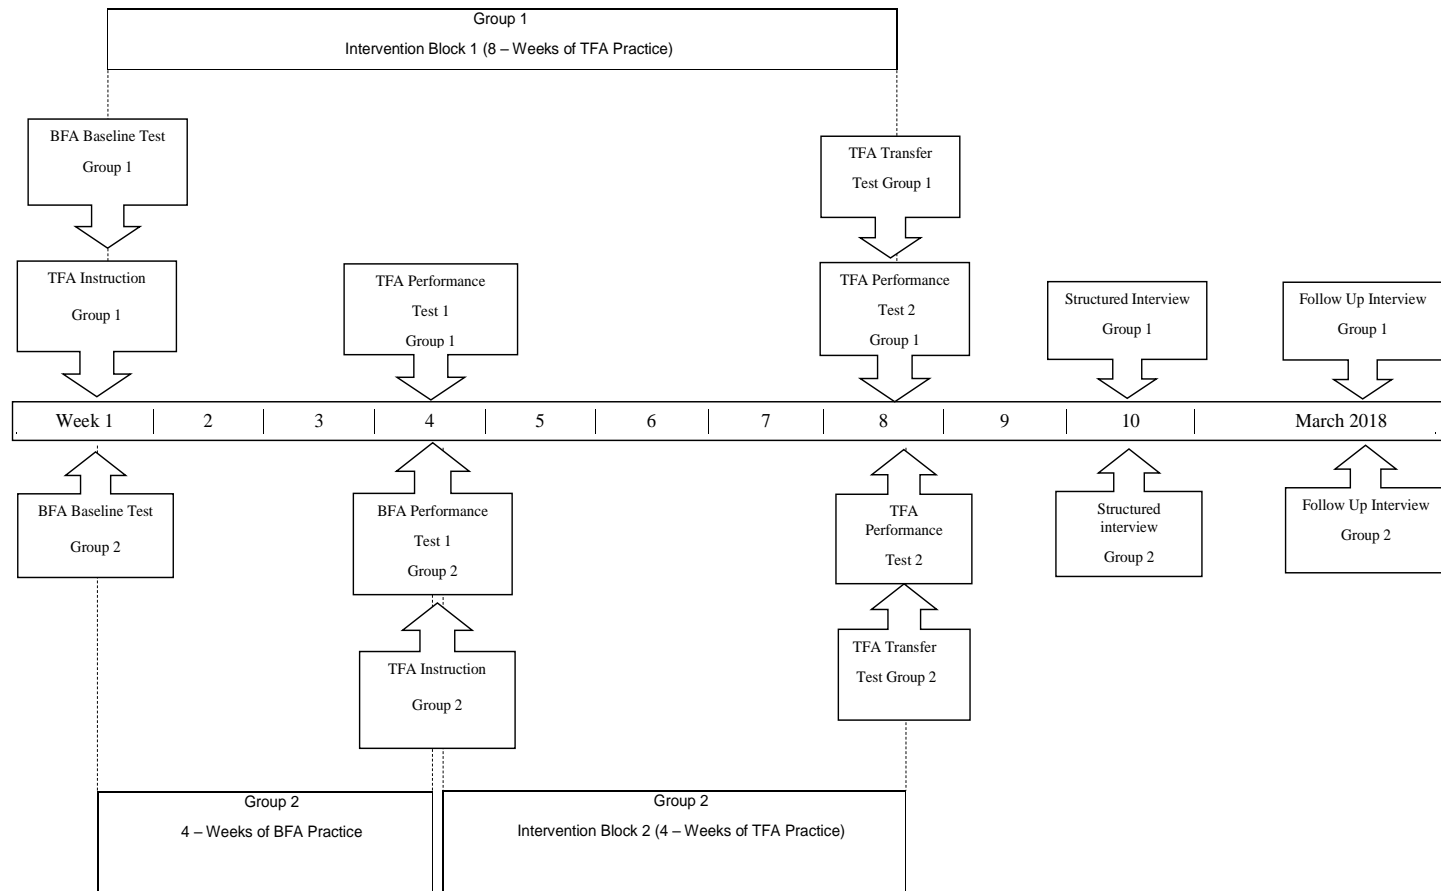 Group 1
Intervention Block 1 (8 – Weeks of TFA Practice)
BFA Baseline Test
Group 1
TFA Transfer
Test Group 1
TFA Instruction
Group 1
TFA Performance
Test 1
Group 1
TFA Performance
Test 2
Group 1
Structured Interview
Group 1
Follow Up Interview
Group 1
Week 1 2 3 4 5 6 7 8 9 10 March 2018
BFA Baseline Test
Group 2
BFA Performance
Test 1
Group 2
TFA
Performance
Test 2
Structured
interview
Group 2
Follow Up Interview
Group 2
TFA Instruction
Group 2
TFA Transfer
Test Group 2
Group 2
4 – Weeks of BFA Practice
Group 2
Intervention Block 2 (4 – Weeks of TFA Practice)